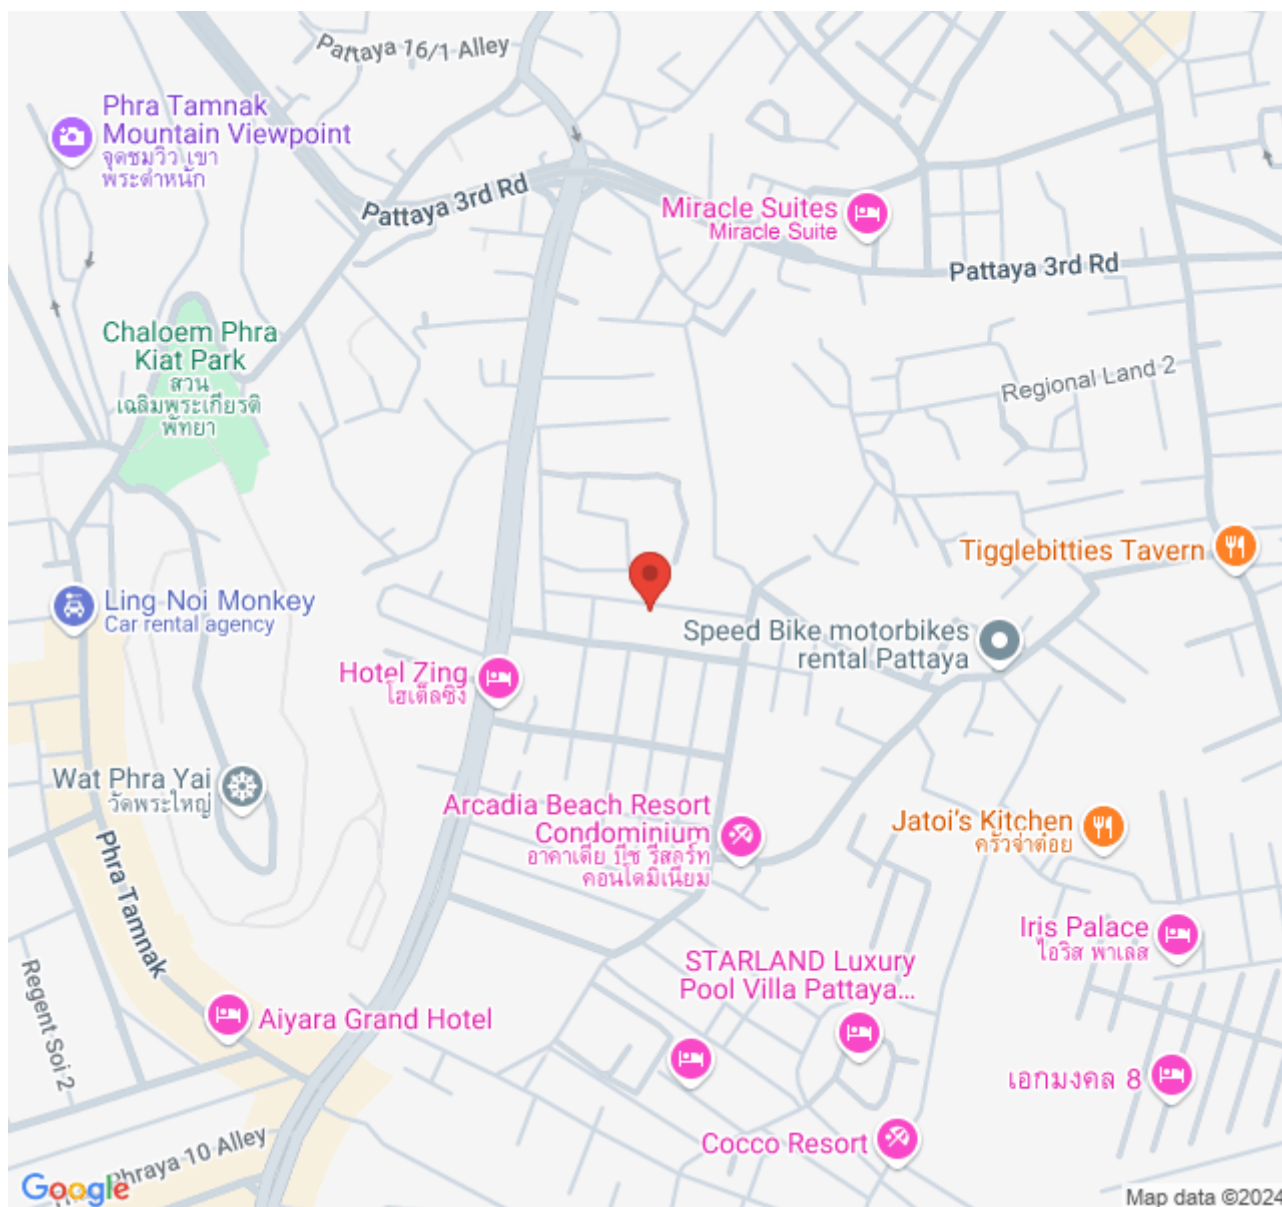 Pattaya 16/1 Alley
Phra Tamnak
Mountain Viewpoint
จุดชมวิว เขา
พระตำหนัก
Pattaya 3rd Rd
Miracle Suites
Miracle Suite
Pattaya 3rd Rd
Chaloem Phra
Kiat Park
สวน
เฉลิมพระเกียรติ
พัทยา
Regional Land 2
Tigglebitties Tavern
Ling Noi Monkey
Car rental agency
Speed Bike motorbikes
rental Pattaya
Hotel Zing
โฮเต็ลซิง
Wat Phra Yai
วัดพระใหญ่
Arcadia Beach Resort
Condominium
อาคาเดีย บีช รีสอร์ท
คอนโดมิเนียม
Jatoi's Kitchen
ครัวจ่าต๋อย
Phra Tamnak
Iris Palace
ไอริส พาเลส
STARLAND Luxury
Pool Villa Pattaya...
Regent Soi 2
Aiyara Grand Hotel
เอกมงคล 8
Cocco Resort
Phraya 10 Alley
Google
Map data ©2024